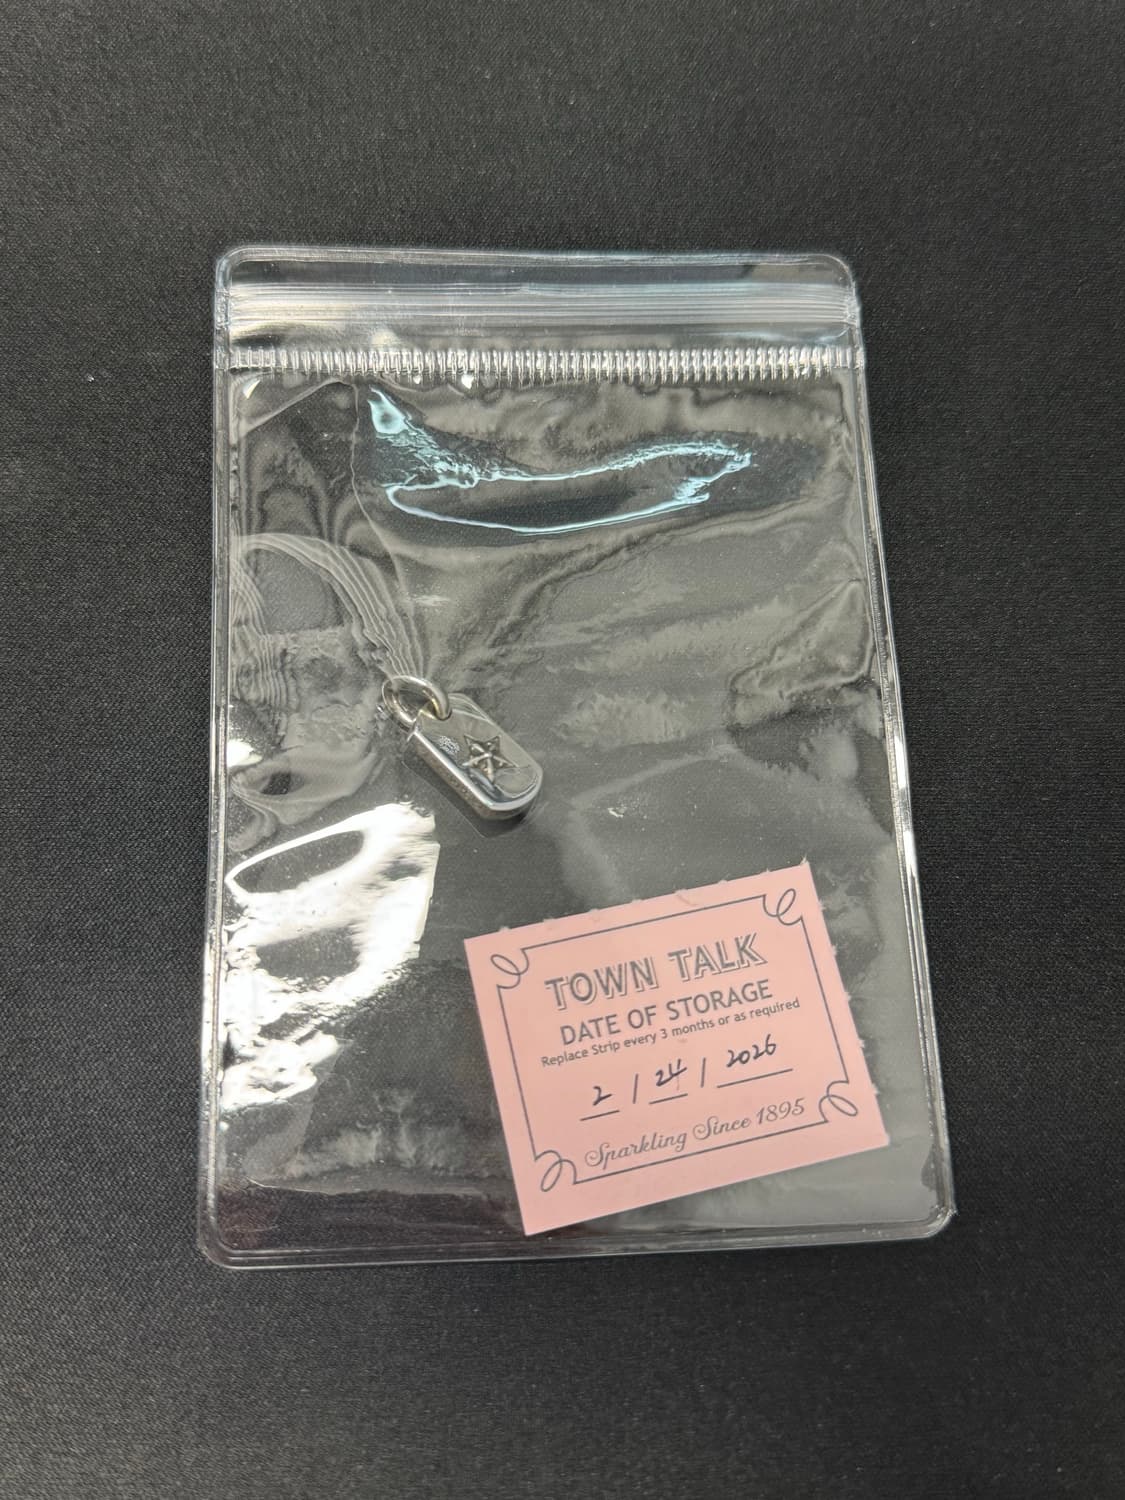 TOWN TALK
DATE OF STORAGE
Replace Strip every 3 months or as required
2 / 24 / 2026
Sparkling Since 1895